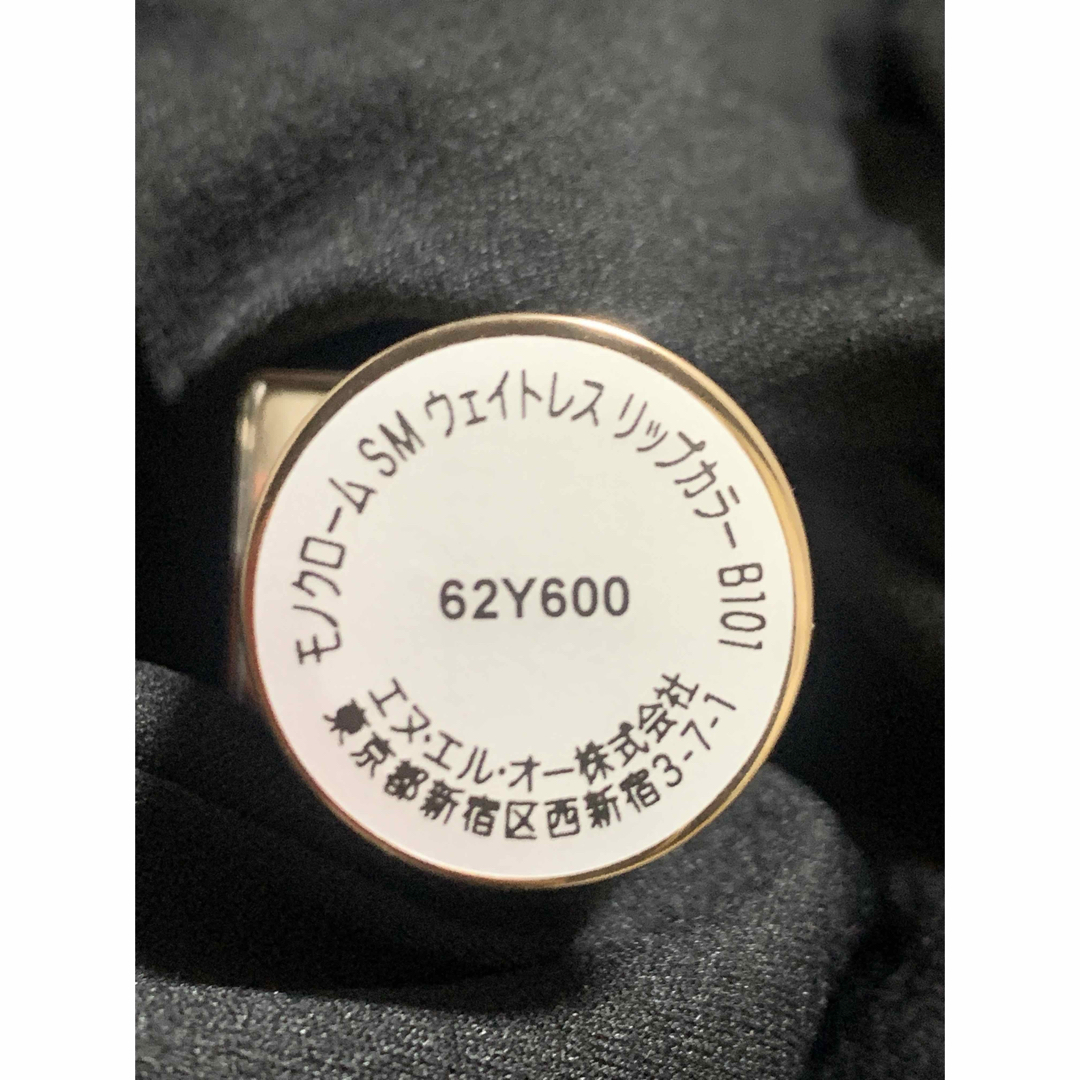 モノクローム SM ウェイトレス リップカラー B101
62Y600
エヌ・エル・オー株式会社
東京都新宿区西新宿3-7-1